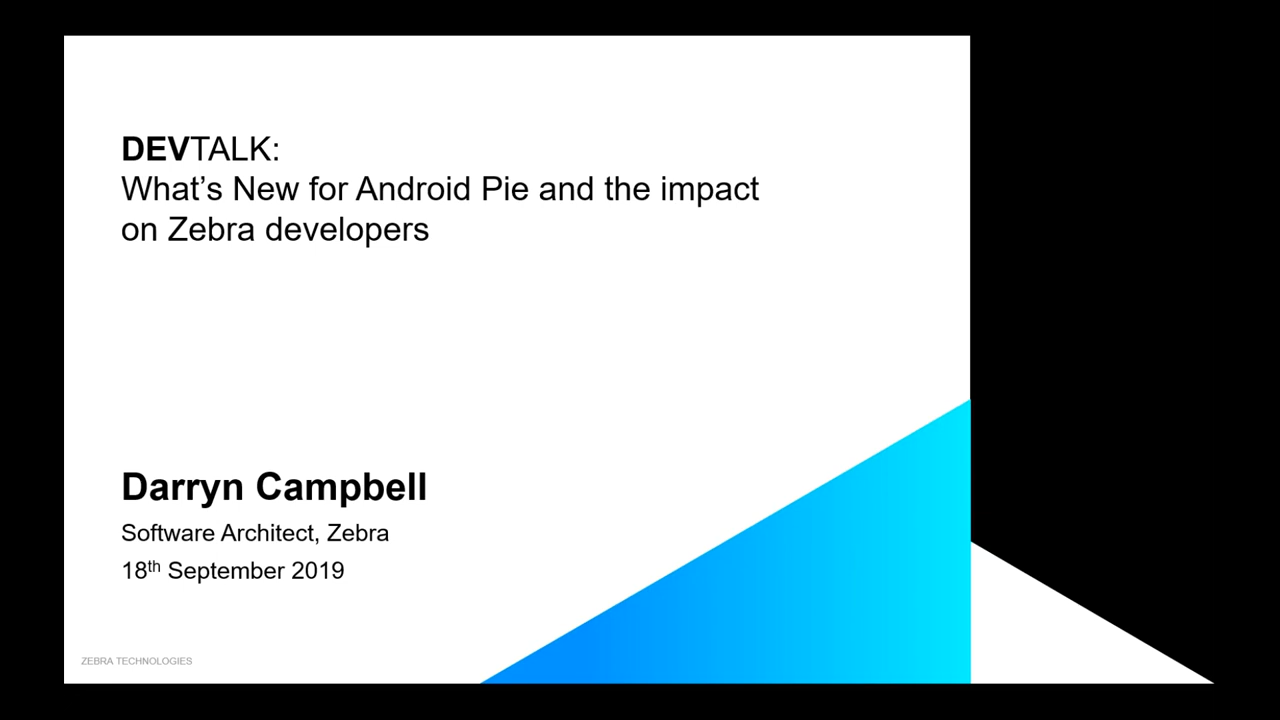 DEVTALK:
What’s New for Android Pie and the impact
on Zebra developers
Darryn Campbell
Software Architect, Zebra
18th September 2019
ZEBRA TECHNOLOGIES